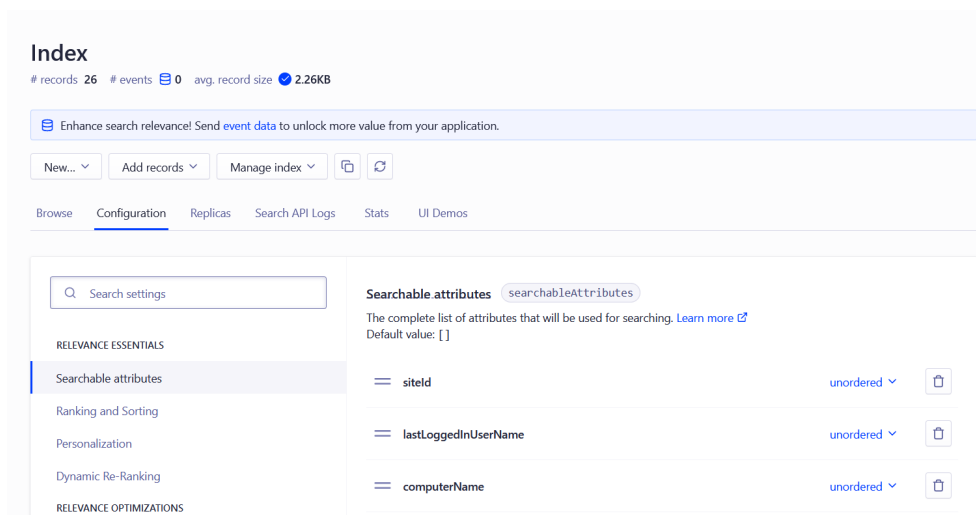 Index
# records 26 # events 0 avg. record size 2.26KB
Enhance search relevance! Send event data to unlock more value from your application.
New... Add records Manage index
Browse Configuration Replicas Search API Logs Stats UI Demos
Search settings
RELEVANCE ESSENTIALS
Searchable attributes
Ranking and Sorting
Personalization
Dynamic Re-Ranking
RELEVANCE OPTIMIZATIONS
Searchable attributes searchableAttributes
The complete list of attributes that will be used for searching. Learn more
Default value: [ ]
siteId unordered
lastLoggedInUserName unordered
computerName unordered